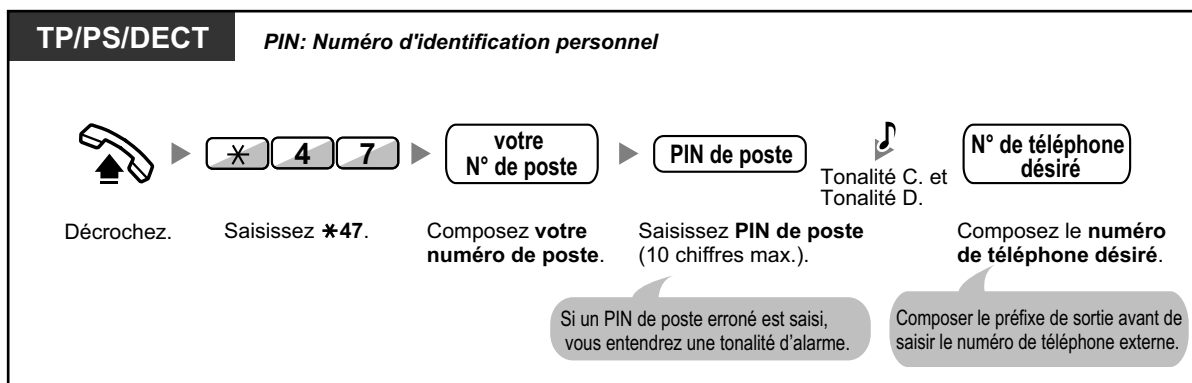 TP/PS/DECT
PIN: Numéro d'identification personnel
✳ 4 7
votre
N° de poste
PIN de poste
Tonalité C. et
Tonalité D.
N° de téléphone
désiré
Décrochez.
Saisissez ✳47.
Composez votre
numéro de poste.
Saisissez PIN de poste
(10 chiffres max.).
Composez le numéro
de téléphone désiré.
Si un PIN de poste erroné est saisi,
vous entendrez une tonalité d'alarme.
Composer le préfixe de sortie avant de
saisir le numéro de téléphone externe.